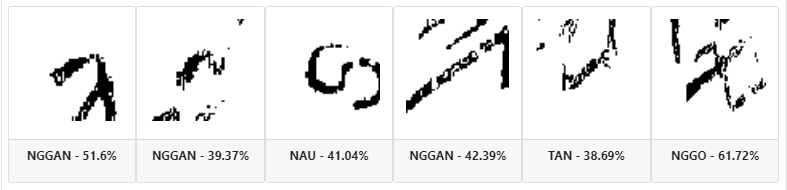 NGGAN - 51.6% NGGAN - 39.37% NAU - 41.04% NGGAN - 42.39% TAN - 38.69% NGGO - 61.72%